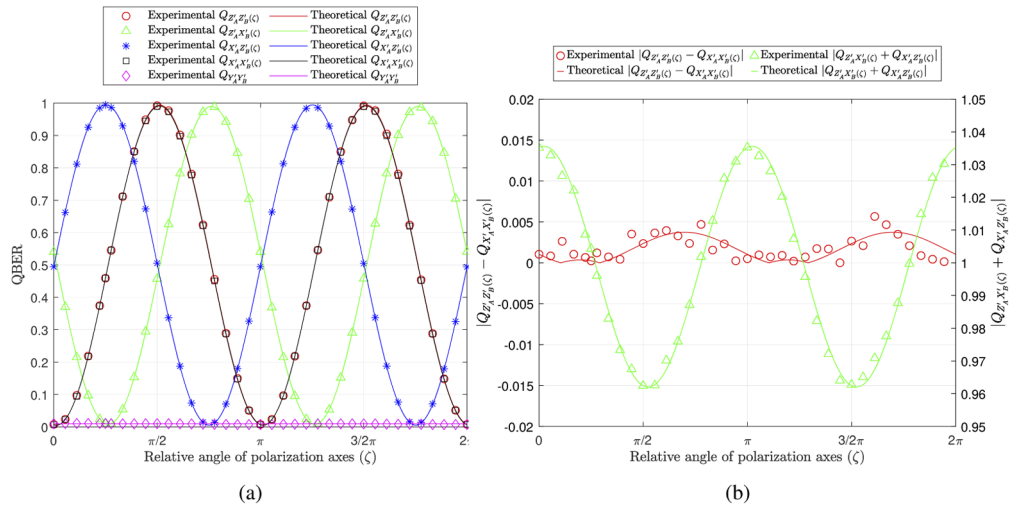 Experimental Q_{Z'_A Z'_B(ζ)} Theoretical Q_{Z'_A Z'_B(ζ)}
Experimental Q_{Z'_A X'_B(ζ)} Theoretical Q_{Z'_A X'_B(ζ)}
Experimental Q_{X'_A Z'_B(ζ)} Theoretical Q_{X'_A Z'_B(ζ)}
Experimental Q_{X'_A X'_B(ζ)} Theoretical Q_{X'_A X'_B(ζ)}
Experimental Q_{Y'_A Y'_B} Theoretical Q_{Y'_A Y'_B}
1
0.9
0.8
0.7
0.6
0.5
0.4
0.3
0.2
0.1
0
QBER
0 π/2 π 3/2π 2π
Relative angle of polarization axes (ζ)
(a)
Experimental |Q_{Z'_A Z'_B(ζ)} − Q_{X'_A X'_B(ζ)}| Experimental |Q_{Z'_A X'_B(ζ)} + Q_{X'_A Z'_B(ζ)}|
Theoretical |Q_{Z'_A Z'_B(ζ)} − Q_{X'_A X'_B(ζ)}| Theoretical |Q_{Z'_A X'_B(ζ)} + Q_{X'_A Z'_B(ζ)}|
0.02
0.015
0.01
0.005
0
-0.005
-0.01
-0.015
-0.02
|Q_{Z'_A Z'_B(ζ)} − Q_{X'_A X'_B(ζ)}|
1.05
1.04
1.03
1.02
1.01
1
0.99
0.98
0.97
0.96
0.95
|Q_{Z'_A X'_B(ζ)} + Q_{X'_A Z'_B(ζ)}|
0 π/2 π 3/2π 2π
Relative angle of polarization axes (ζ)
(b)